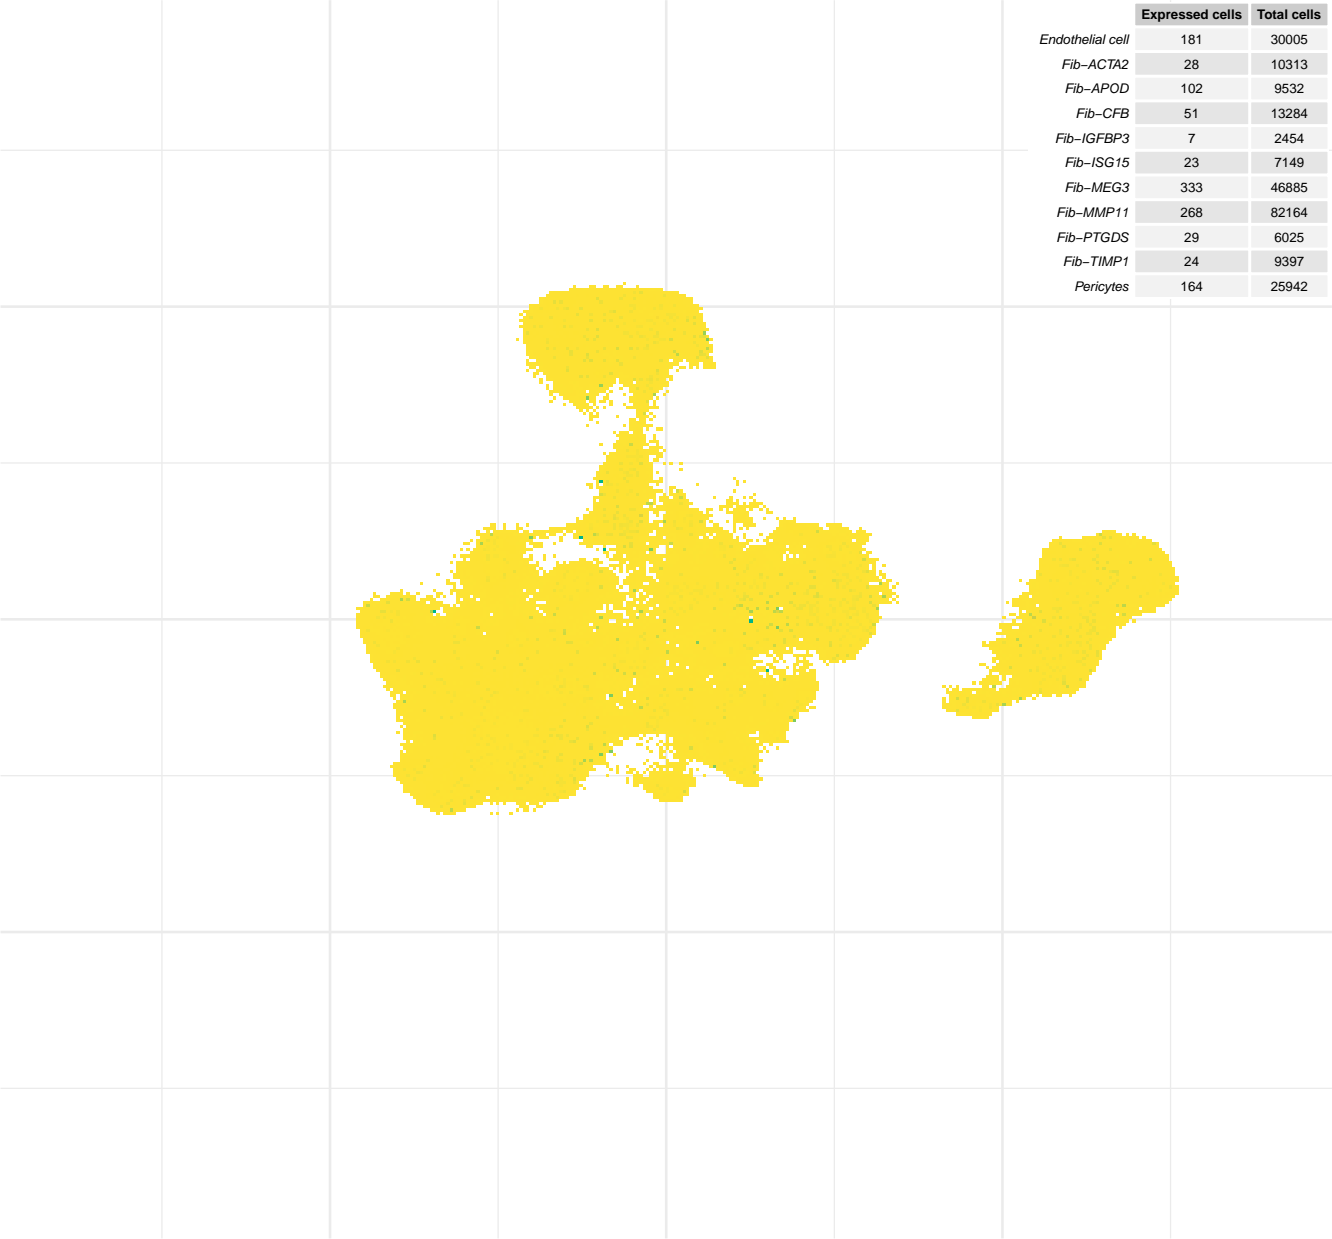 Expressed cells Total cells
Endothelial cell 181 30005
Fib−ACTA2 28 10313
Fib−APOD 102 9532
Fib−CFB 51 13284
Fib−IGFBP3 7 2454
Fib−ISG15 23 7149
Fib−MEG3 333 46885
Fib−MMP11 268 82164
Fib−PTGDS 29 6025
Fib−TIMP1 24 9397
Pericytes 164 25942